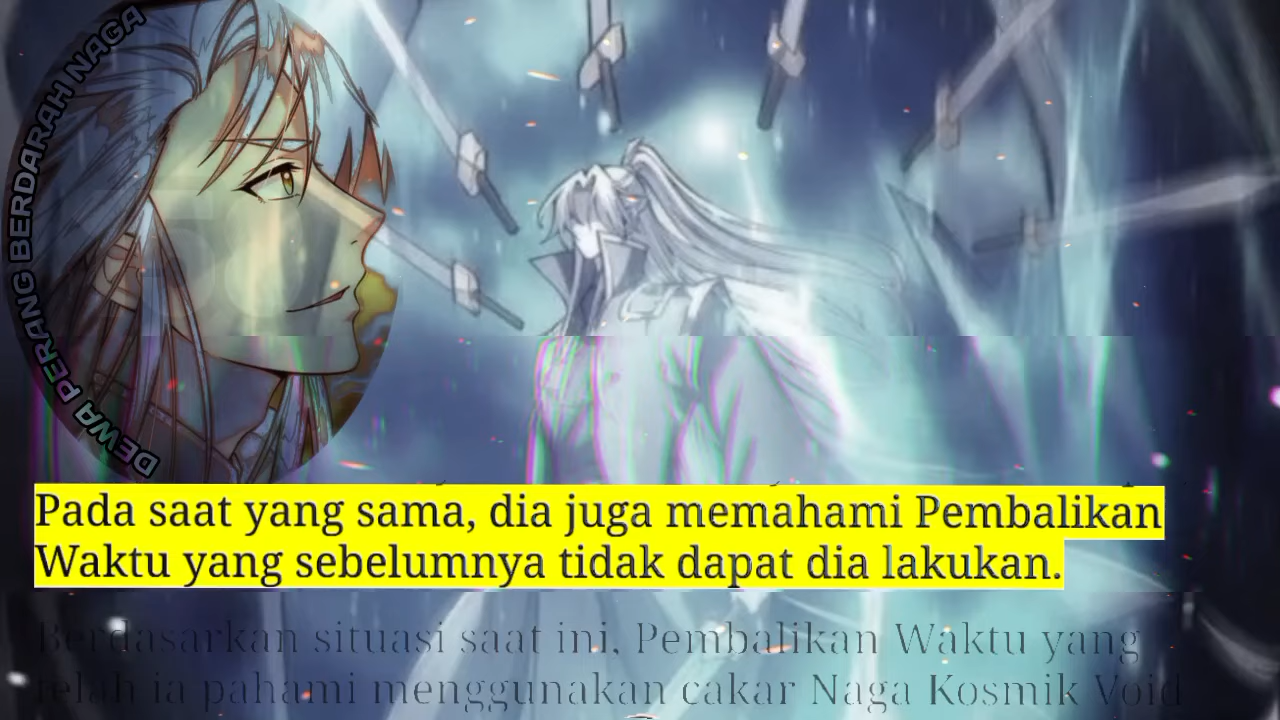 DEWA PERANG BERDARAH NAGA
Pada saat yang sama, dia juga memahami Pembalikan
Waktu yang sebelumnya tidak dapat dia lakukan.
Berdasarkan situasi saat ini, Pembalikan Waktu yang
telah ia pahami menggunakan cakar Naga Kosmik Void